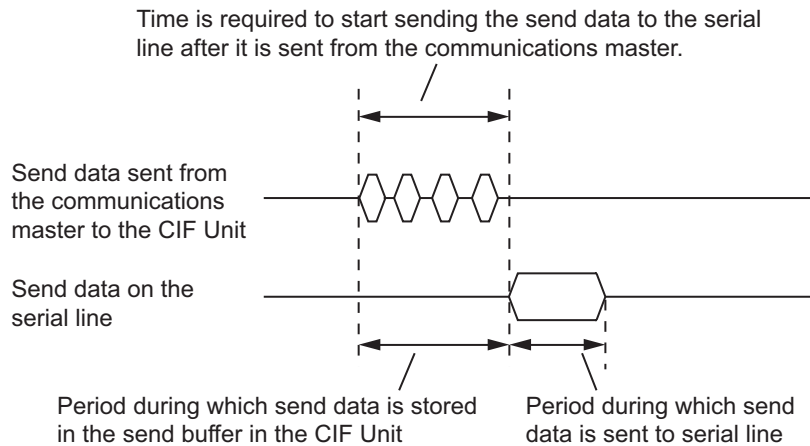 Time is required to start sending the send data to the serial
line after it is sent from the communications master.
Send data sent from
the communications
master to the CIF Unit
Send data on the
serial line
Period during which send data is stored
in the send buffer in the CIF Unit
Period during which send
data is sent to serial line